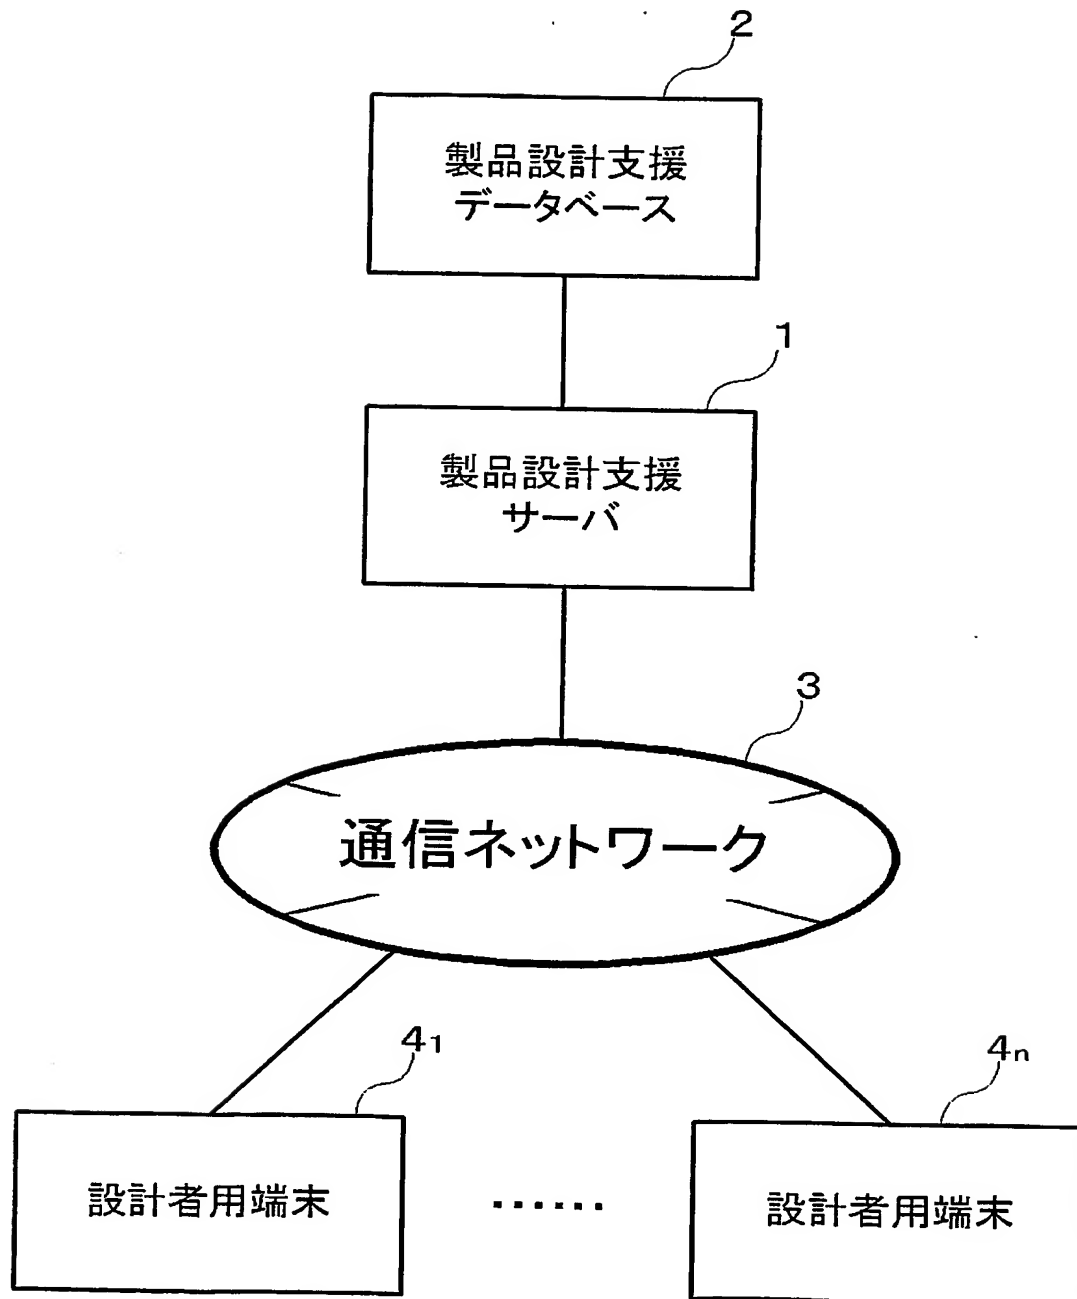 2
製品設計支援
データベース
1
製品設計支援
サーバ
3
通信ネットワーク
41
4n
設計者用端末
......
設計者用端末